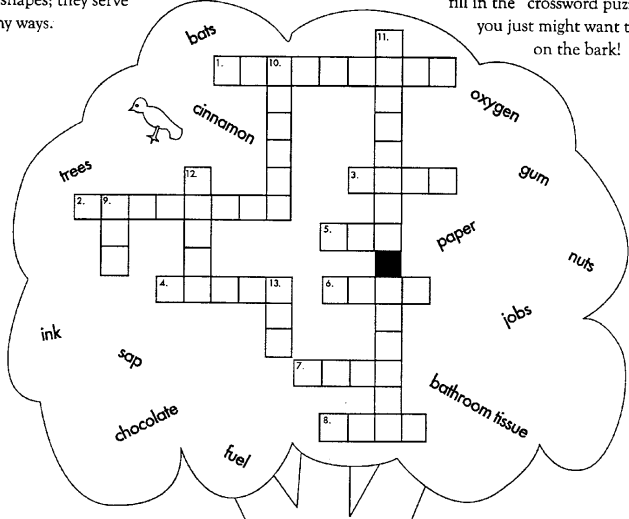 shapes; they serve
ny ways.
fill in the "crossword puz
you just might want t
on the bark!
bats
11.
1.
10.
oxygen
cinnamon
trees
12.
3.
gum
2.
9.
5.
paper
nuts
4.
13.
6.
jobs
ink
sap
7.
bathroom tissue
chocolate
8.
fuel